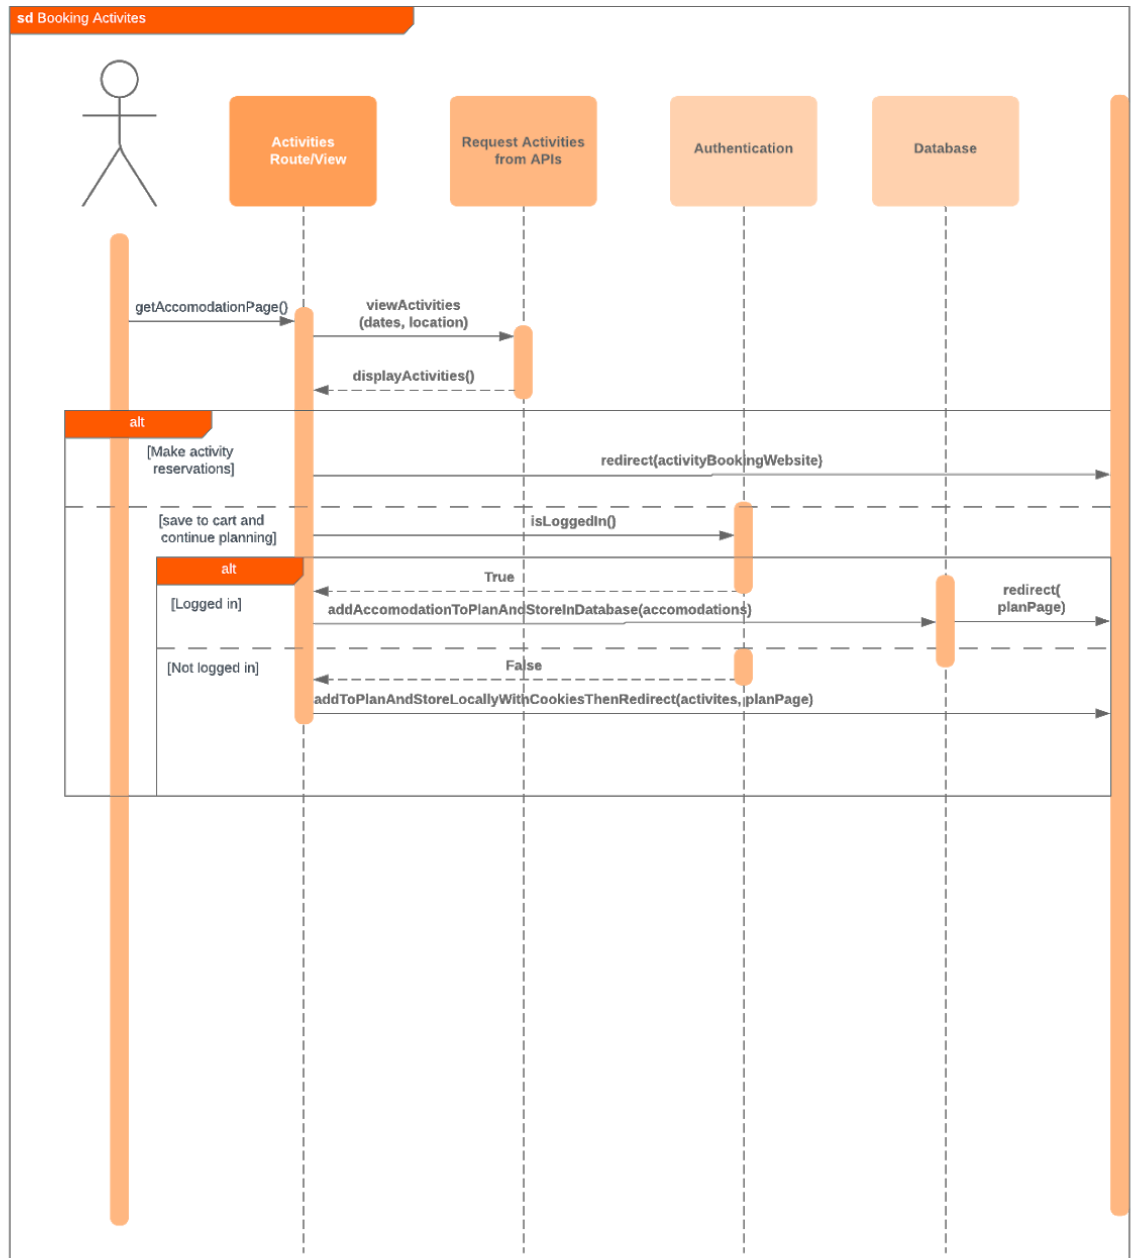 sd Booking Activites
Activities
Route/View
Request Activities
from APIs
Authentication
Database
getAccomodationPage()
viewActivities
(dates, location)
displayActivities()
alt
[Make activity
reservations]
redirect(activityBookingWebsite)
[save to cart and
continue planning]
isLoggedIn()
alt
True
[Logged in]
redirect(
planPage)
addAccomodationToPlanAndStoreInDatabase(accomodations)
[Not logged in]
False
addToPlanAndStoreLocallyWithCookiesThenRedirect(activites, planPage)